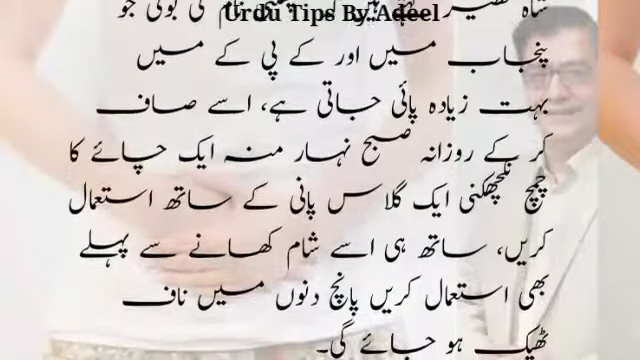 Urdu Tips By Adeel
شاہ
پنجاب میں اور کے پی کے میں
بہت زیادہ پائی جاتی ہے، اسے صاف
کر کے روزانہ صبح نہار منہ ایک چائے کا
چمچ نکچھکنی ایک گلاس پانی کے ساتھ استعمال
کریں، ساتھ ہی اسے شام کھانے سے پہلے
بھی استعمال کریں پانچ دنوں میں ناف
ٹھیک ہو جائے گی۔